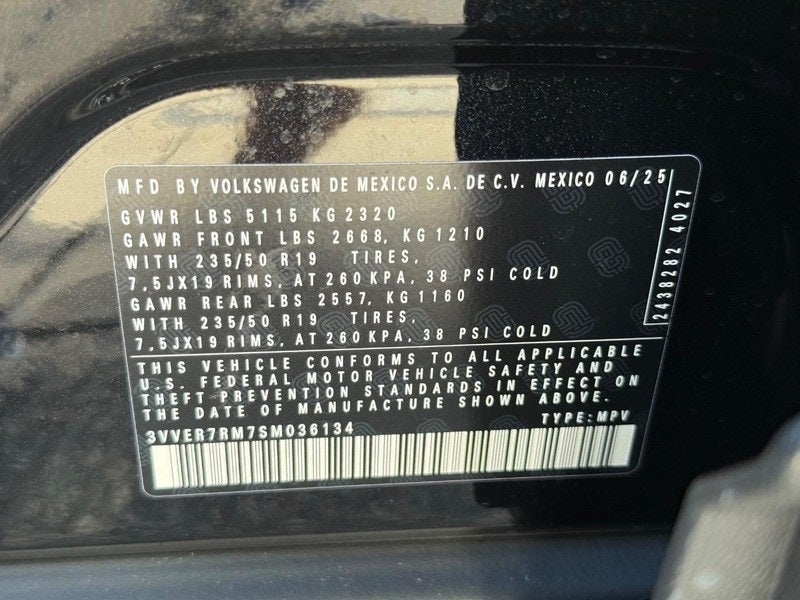 MFD BY VOLKSWAGEN DE MEXICO S.A. DE C.V. MEXICO 06/25
GVWR LBS 5115 KG 2320
GAWR FRONT LBS 2668, KG 1210
WITH 235/50 R19 TIRES,
7.5JX19 RIMS, AT 260 KPA, 38 PSI COLD
GAWR REAR LBS 2557, KG 1160
WITH 235/50 R19 TIRES,
7.5JX19 RIMS, AT 260 KPA, 38 PSI COLD
2438282 4027
THIS VEHICLE CONFORMS TO ALL APPLICABLE
U.S. FEDERAL MOTOR VEHICLE SAFETY AND
THEFT-PREVENTION STANDARDS IN EFFECT ON
THE DATE OF MANUFACTURE SHOWN ABOVE.
3VVER7RM7SM036134 TYPE:MPV